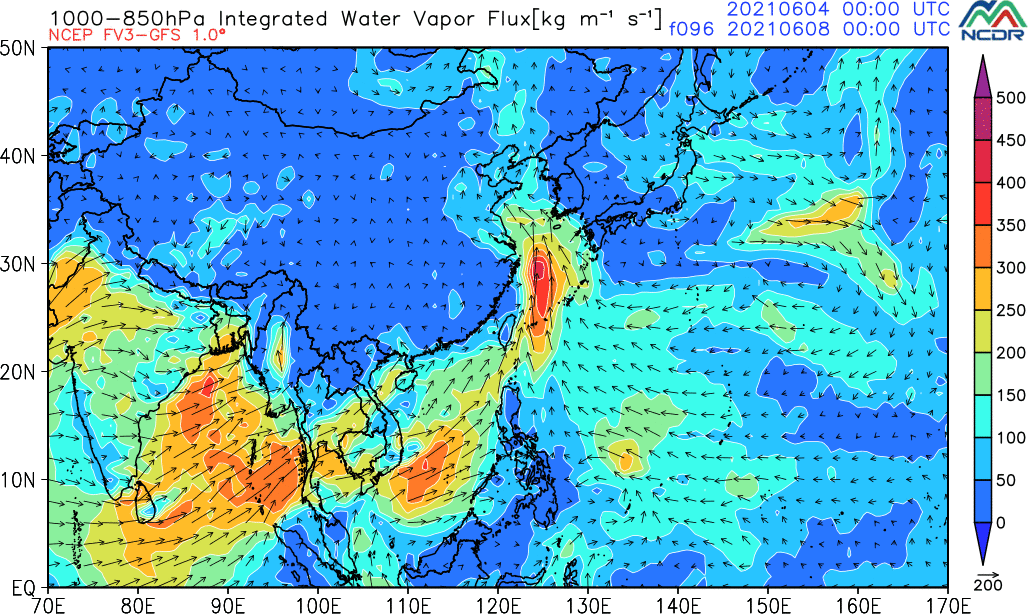 1000-850hPa Integrated Water Vapor Flux[kg m⁻¹ s⁻¹]
20210604 00:00 UTC
NCEP FV3-GFS 1.0°
f096 20210608 00:00 UTC
NCDR
50N
40N
30N
20N
10N
EQ
70E 80E 90E 100E 110E 120E 130E 140E 150E 160E 170E
500
450
400
350
300
250
200
150
100
50
0
200